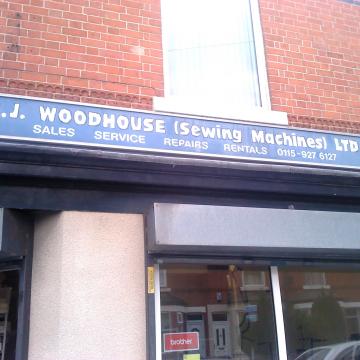 .J. WOODHOUSE (Sewing Machines) LTD
SALES SERVICE REPAIRS RENTALS 0115-927 6127
brother